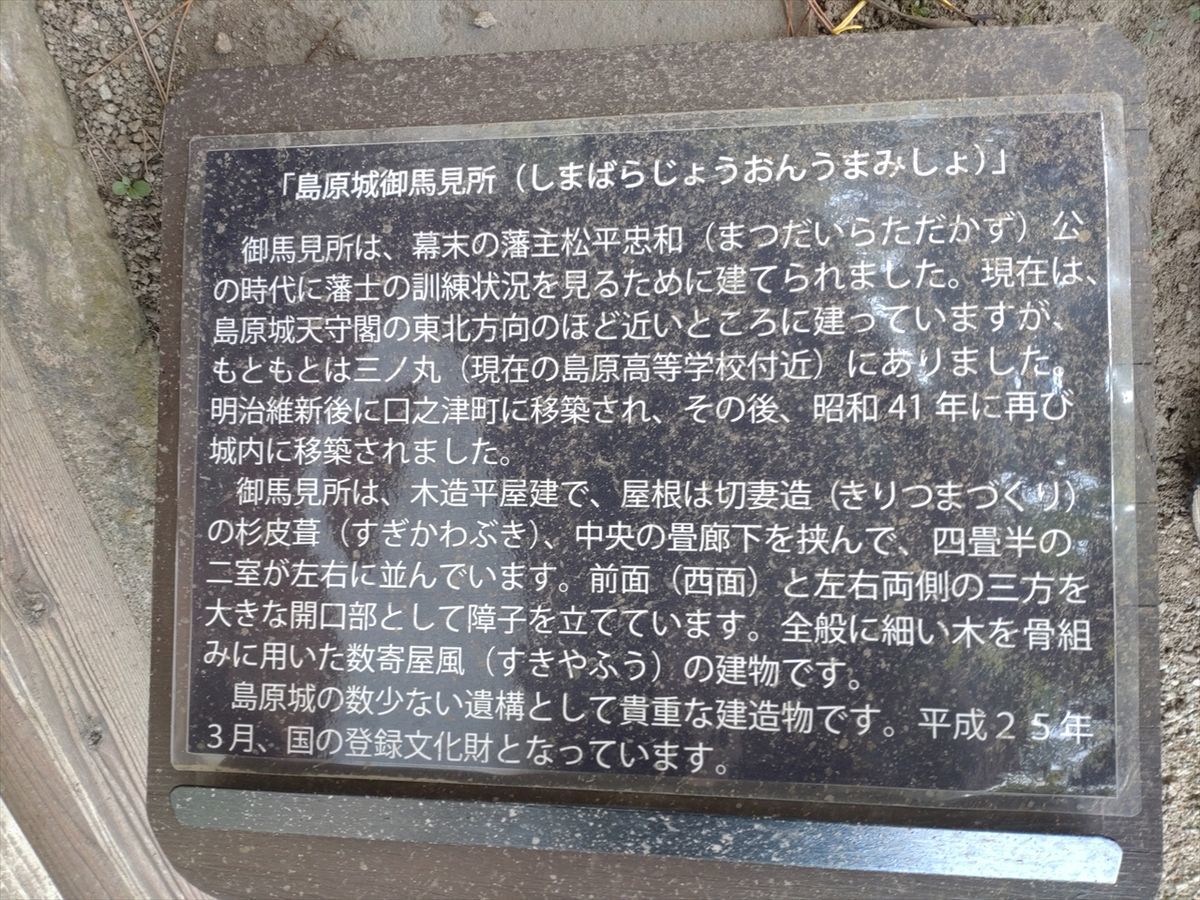 「島原城御馬見所（しまばらじょうおんうまみしょ）」
御馬見所は、幕末の藩主松平忠和（まつだいらただかず）公
の時代に藩士の訓練状況を見るために建てられました。現在は、
島原城天守閣の東北方向のほど近いところに建っていますが、
もともとは三ノ丸（現在の島原高等学校付近）にありました。
明治維新後に口之津町に移築され、その後、昭和 41 年に再び
城内に移築されました。
御馬見所は、木造平屋建で、屋根は切妻造（きりつまづくり）
の杉皮葺（すぎかわぶき）、中央の畳廊下を挟んで、四畳半の
二室が左右に並んでいます。前面（西面）と左右両側の三方を
大きな開口部として障子を立てています。全般に細い木を骨組
みに用いた数寄屋風（すきやふう）の建物です。
島原城の数少ない遺構として貴重な建造物です。平成２５年
３月、国の登録文化財となっています。